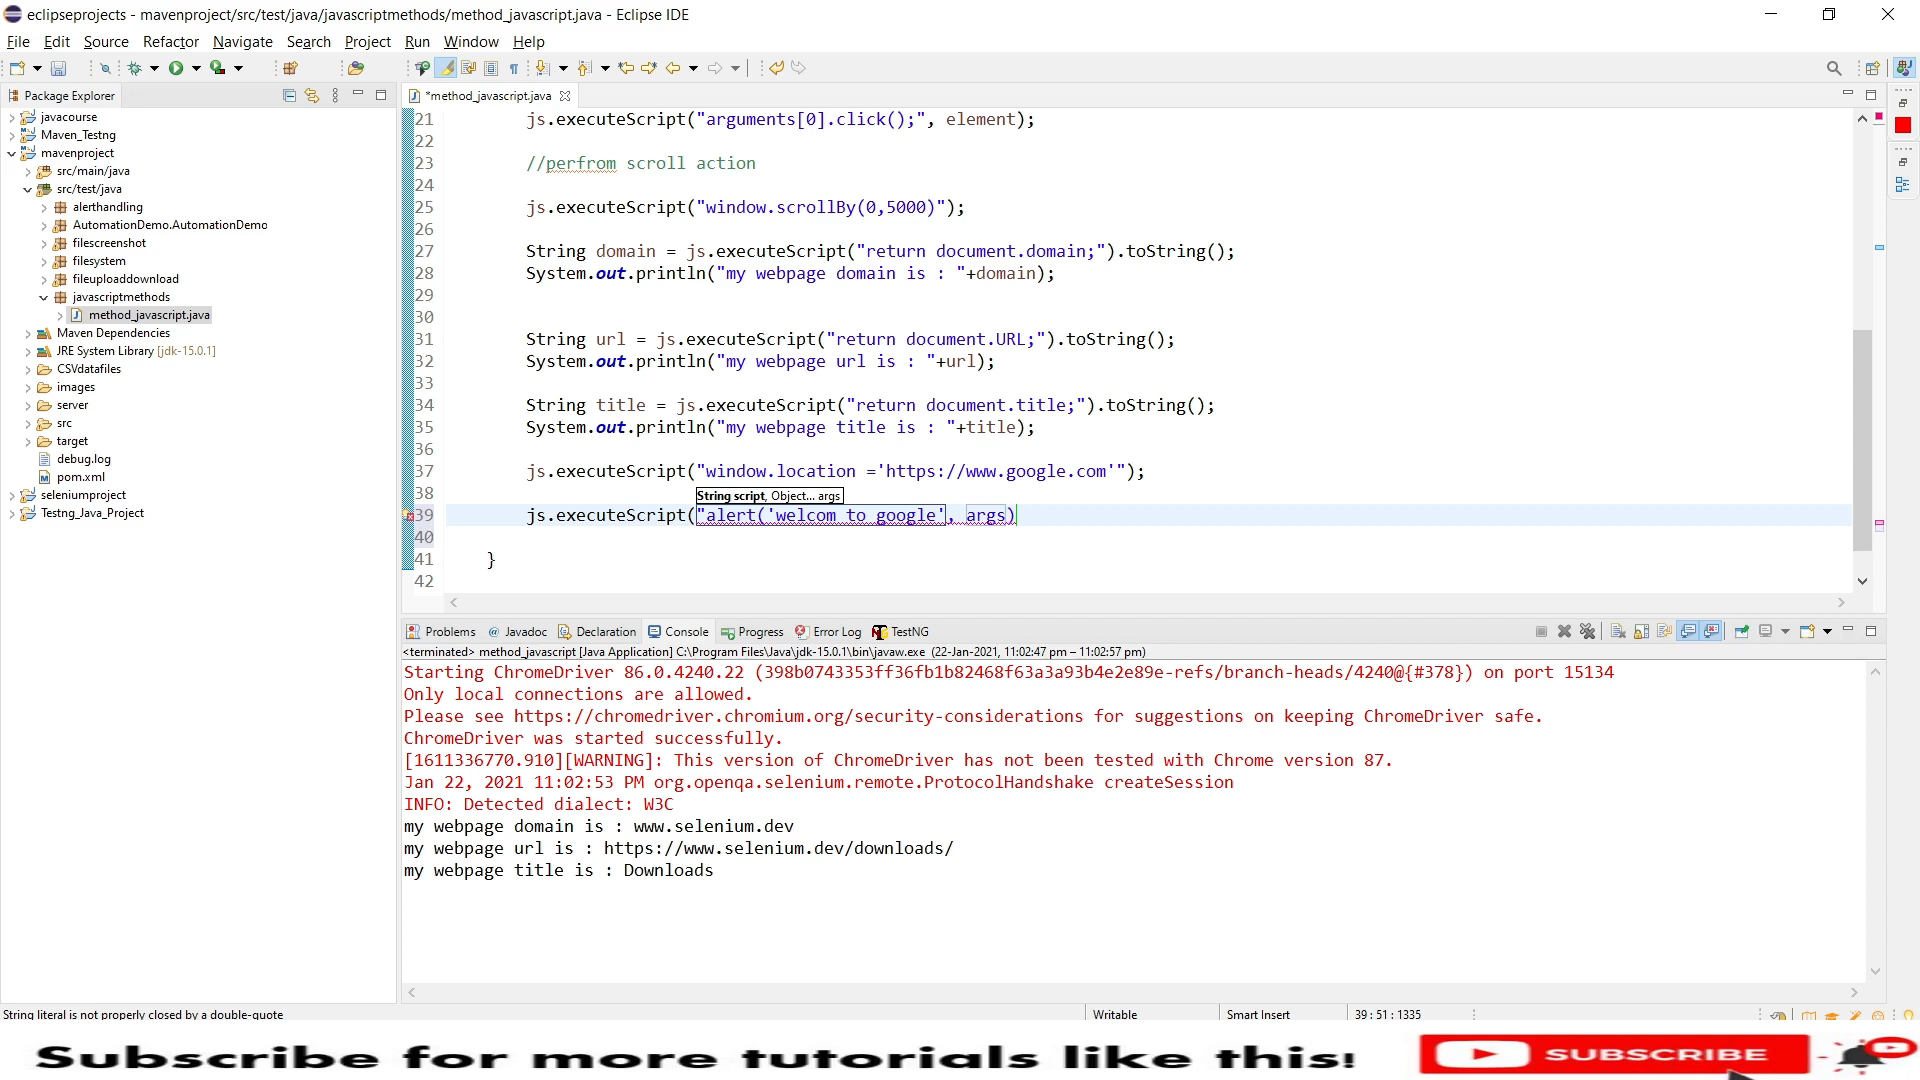 eclipseprojects - mavenproject/src/test/java/javascriptmethods/method_javascript.java - Eclipse IDE
File Edit Source Refactor Navigate Search Project Run Window Help
Package Explorer
*method_javascript.java
javacourse
Maven_Testng
mavenproject
src/main/java
src/test/java
alerthandling
AutomationDemo.AutomationDemo
filescreenshot
filesystem
fileuploaddownload
javascriptmethods
method_javascript.java
Maven Dependencies
JRE System Library [jdk-15.0.1]
CSVdatafiles
images
server
src
target
debug.log
pom.xml
seleniumproject
Testng_Java_Project
21 js.executeScript("arguments[0].click();", element);
22
23 //perfrom scroll action
24
25 js.executeScript("window.scrollBy(0,5000)");
26
27 String domain = js.executeScript("return document.domain;").toString();
28 System.out.println("my webpage domain is : "+domain);
29
30
31 String url = js.executeScript("return document.URL;").toString();
32 System.out.println("my webpage url is : "+url);
33
34 String title = js.executeScript("return document.title;").toString();
35 System.out.println("my webpage title is : "+title);
36
37 js.executeScript("window.location ='https://www.google.com'");
38
String script, Object... args
39 js.executeScript("alert('welcom to google', args)
40
41 }
42
Problems Javadoc Declaration Console Progress Error Log TestNG
<terminated> method_javascript [Java Application] C:\Program Files\Java\jdk-15.0.1\bin\javaw.exe (22-Jan-2021, 11:02:47 pm – 11:02:57 pm)
Starting ChromeDriver 86.0.4240.22 (398b0743353ff36fb1b82468f63a3a93b4e2e89e-refs/branch-heads/4240@{#378}) on port 15134
Only local connections are allowed.
Please see https://chromedriver.chromium.org/security-considerations for suggestions on keeping ChromeDriver safe.
ChromeDriver was started successfully.
[1611336770.910][WARNING]: This version of ChromeDriver has not been tested with Chrome version 87.
Jan 22, 2021 11:02:53 PM org.openqa.selenium.remote.ProtocolHandshake createSession
INFO: Detected dialect: W3C
my webpage domain is : www.selenium.dev
my webpage url is : https://www.selenium.dev/downloads/
my webpage title is : Downloads
String literal is not properly closed by a double-quote
Writable
Smart Insert
39 : 51 : 1335
Subscribe for more tutorials like this!
SUBSCRIBE